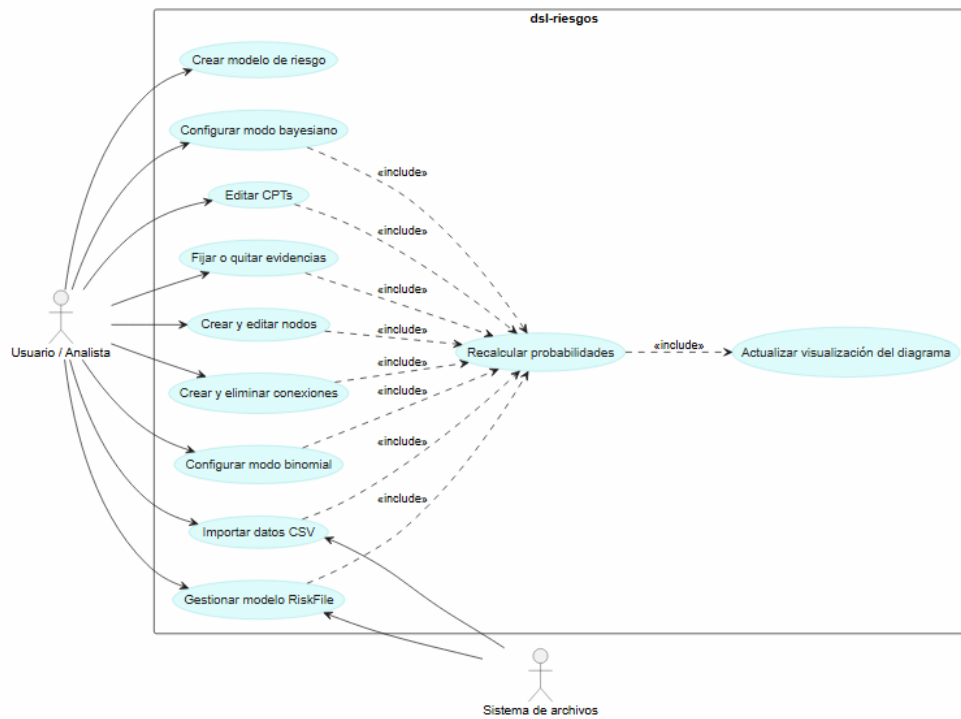 dsl-riesgos
Crear modelo de riesgo
Configurar modo bayesiano
«include»
Editar CPTs
«include»
Fijar o quitar evidencias
«include»
Crear y editar nodos
«include»
Usuario / Analista
Recalcular probabilidades
«include»
Actualizar visualización del diagrama
«include»
Crear y eliminar conexiones
«include»
«include»
Configurar modo binomial
«include»
Importar datos CSV
Gestionar modelo RiskFile
Sistema de archivos